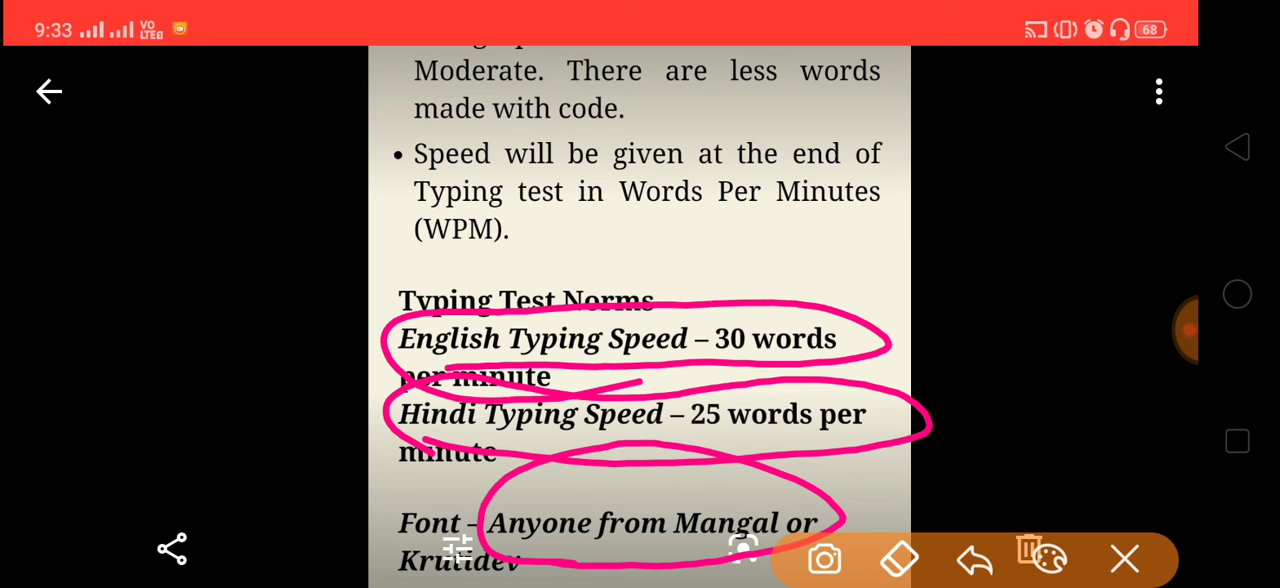 9:33 VO LTE 68
Moderate. There are less words
made with code.
• Speed will be given at the end of
Typing test in Words Per Minutes
(WPM).
Typing Test Norms
English Typing Speed – 30 words
per minute
Hindi Typing Speed – 25 words per
minute
Font – Anyone from Mangal or
Krutidev